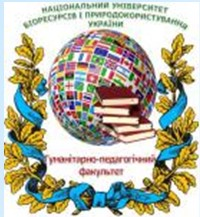 НАЦІОНАЛЬНИЙ УНІВЕРСИТЕТ
БІОРЕСУРСІВ І ПРИРОДОКОРИСТУВАННЯ
УКРАЇНИ
Гуманітарно-педагогічний
факультет